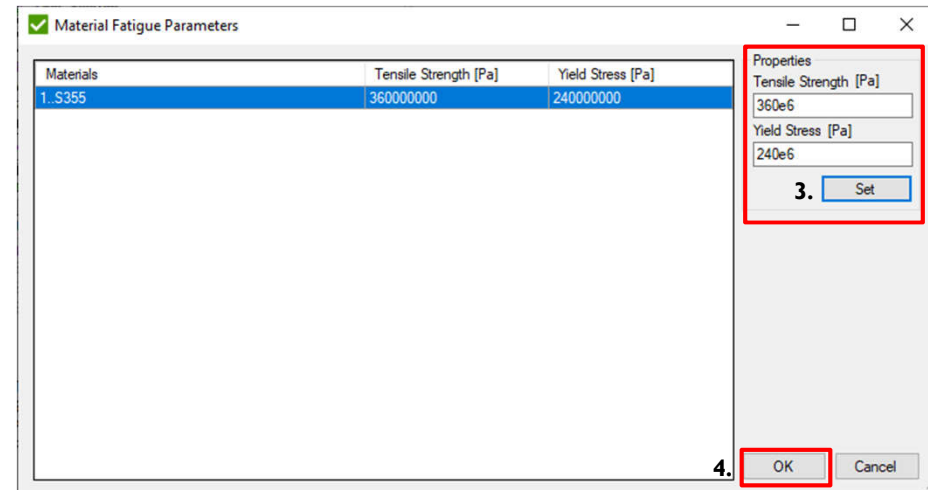 Material Fatigue Parameters
Materials Tensile Strength [Pa] Yield Stress [Pa]
1..S355 360000000 240000000
Properties
Tensile Strength [Pa]
360e6
Yield Stress [Pa]
240e6
3. Set
4. OK Cancel